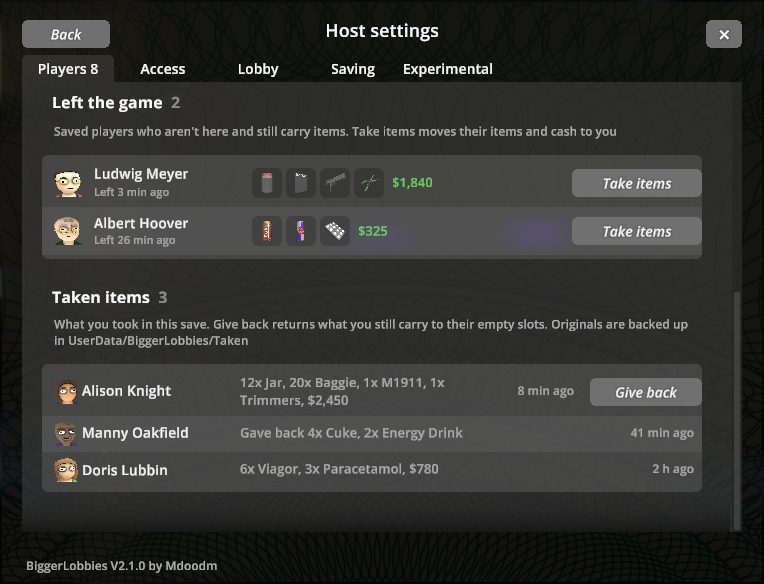 Back
Host settings
×
Players 8
Access
Lobby
Saving
Experimental
Left the game 2
Saved players who aren't here and still carry items. Take items moves their items and cash to you
Ludwig Meyer
Left 3 min ago
$1,840
Take items
Albert Hoover
Left 26 min ago
$325
Take items
Taken items 3
What you took in this save. Give back returns what you still carry to their empty slots. Originals are backed up
in UserData/BiggerLobbies/Taken
Alison Knight
12x Jar, 20x Baggie, 1x M1911, 1x
Trimmers, $2,450
8 min ago
Give back
Manny Oakfield
Gave back 4x Cuke, 2x Energy Drink
41 min ago
Doris Lubbin
6x Viagor, 3x Paracetamol, $780
2 h ago
BiggerLobbies V2.1.0 by Mdoodm